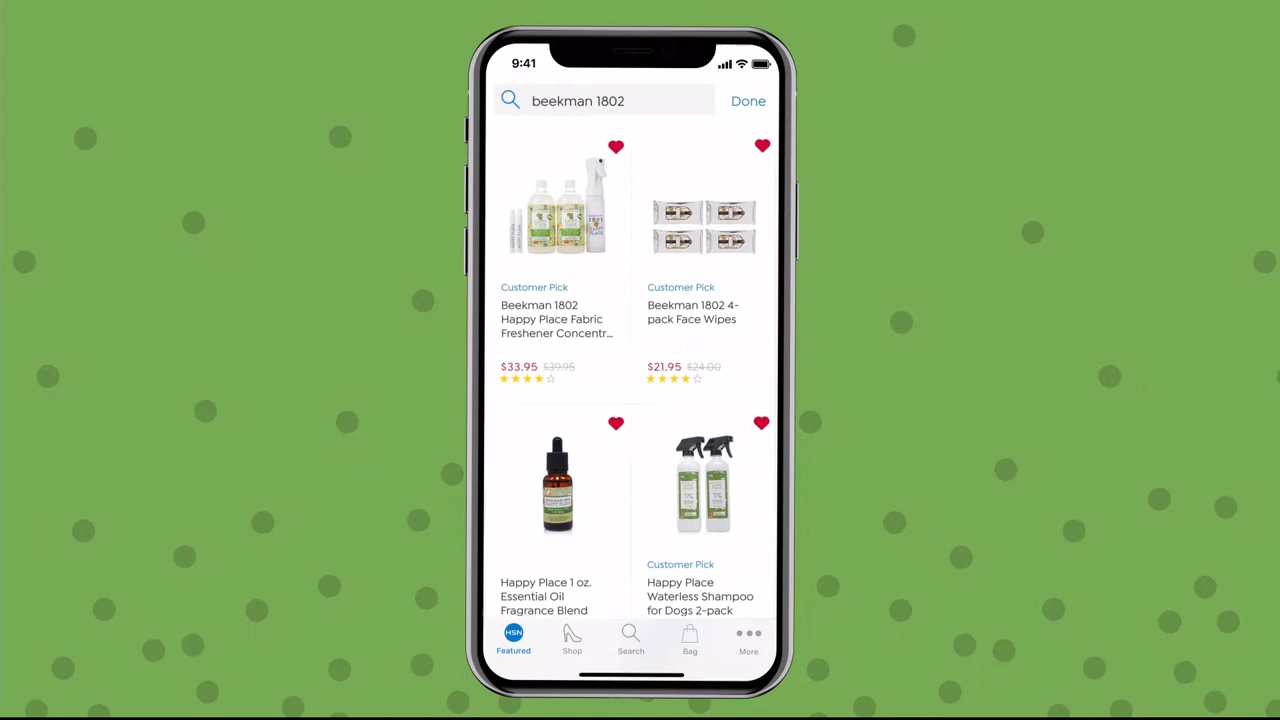 9:41
beekman 1802
Done
Customer Pick
Beekman 1802
Happy Place Fabric
Freshener Concentr...
$33.95 $39.95
Customer Pick
Beekman 1802 4-
pack Face Wipes
$21.95 $24.00
Happy Place 1 oz.
Essential Oil
Fragrance Blend
Customer Pick
Happy Place
Waterless Shampoo
for Dogs 2-pack
HSN
Featured
Shop
Search
Bag
More